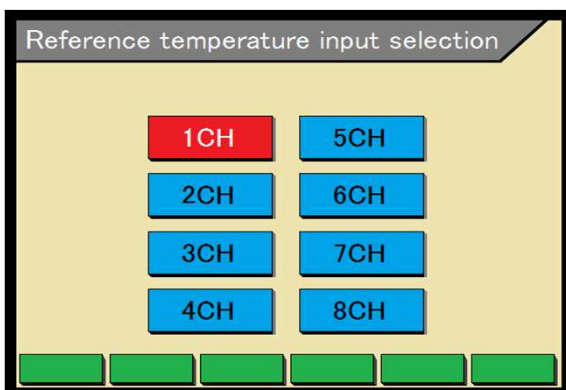 Reference temperature input selection
1CH
5CH
2CH
6CH
3CH
7CH
4CH
8CH